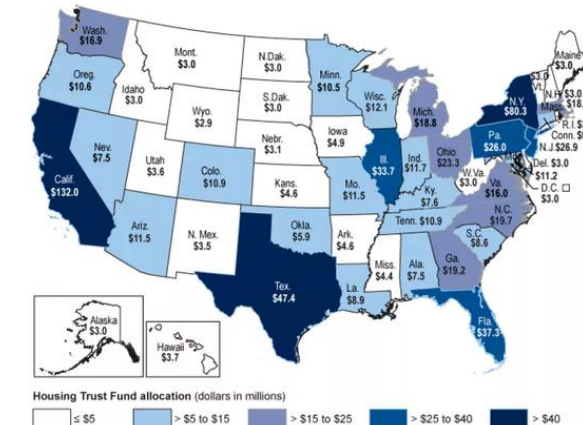 Wash.
$16.9
Oreg.
$10.6
Calif.
$132.0
Nev.
$7.5
Idaho
$3.0
Mont.
$3.0
Wyo.
$2.9
Utah
$3.6
Ariz.
$11.5
Colo.
$10.9
N. Mex.
$3.5
N.Dak.
$3.0
S.Dak.
$3.0
Nebr.
$3.1
Kans.
$4.6
Okla.
$5.9
Tex.
$47.4
Minn.
$10.5
Iowa
$4.9
Mo.
$11.5
Ark.
$4.6
La.
$8.9
Wisc.
$12.1
Ill.
$33.7
Mich.
$18.8
Ind.
$11.7
Ohio
$23.3
Ky.
$7.6
Tenn. $10.9
Miss.
$4.4
Ala.
$7.5
Ga.
$19.2
Fla.
$37.3
S.C.
$8.6
N.C.
$19.7
Va.
$16.0
W.Va.
$3.0
Pa.
$26.0
N.Y.
$80.3
Maine
$3.0
$3.0
Vt.
N.H. $3.0
Mass.
R.I.
Conn.
N.J. $26.9
Del. $3.0
$11.2
D.C.
$3.0
Alaska
$3.0
Hawaii
$3.7
Housing Trust Fund allocation (dollars in millions)
≤ $5
> $5 to $15
> $15 to $25
> $25 to $40
> $40